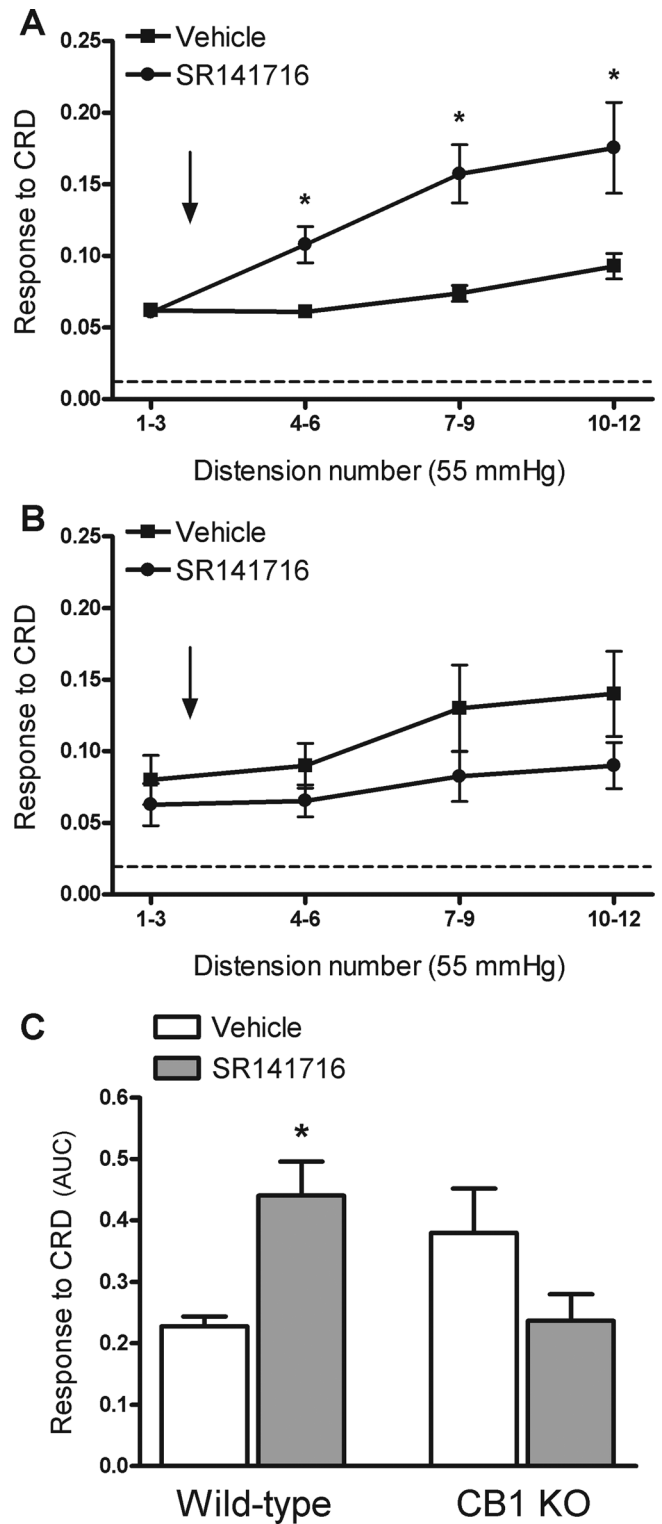 A
Vehicle
SR141716
*
*
*
0.25
0.20
0.15
0.10
0.05
0.00
Response to CRD
1-3 4-6 7-9 10-12
Distension number (55 mmHg)
B
Vehicle
SR141716
0.25
0.20
0.15
0.10
0.05
0.00
Response to CRD
1-3 4-6 7-9 10-12
Distension number (55 mmHg)
C
Vehicle
SR141716
*
0.6
0.5
0.4
0.3
0.2
0.1
0.0
Response to CRD (AUC)
Wild-type CB1 KO